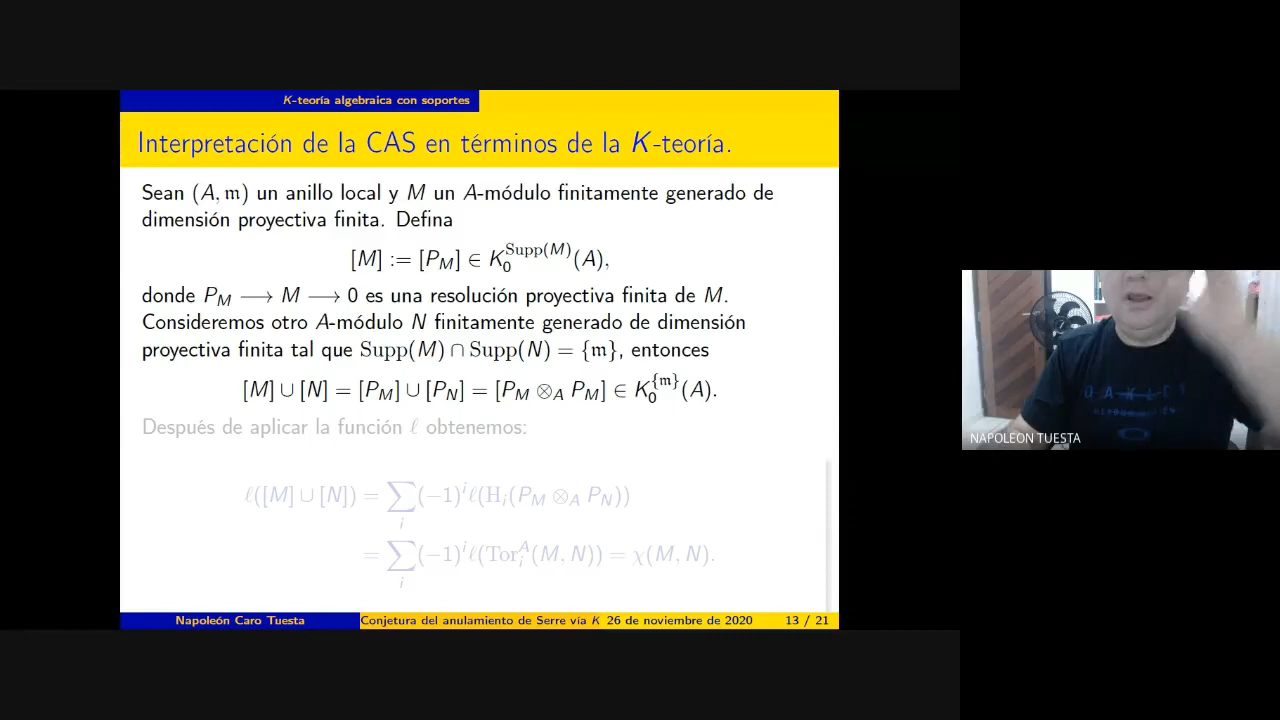 K-teoría algebraica con soportes
Interpretación de la CAS en términos de la K-teoría.
Sean (A, 𝔪) un anillo local y M un A-módulo finitamente generado de
dimensión proyectiva finita. Defina
[M] := [P_M] ∈ K_0^{Supp(M)}(A),
donde P_M ⟶ M ⟶ 0 es una resolución proyectiva finita de M.
Consideremos otro A-módulo N finitamente generado de dimensión
proyectiva finita tal que Supp(M) ∩ Supp(N) = {𝔪}, entonces
[M] ∪ [N] = [P_M] ∪ [P_N] = [P_M ⊗_A P_M] ∈ K_0^{{𝔪}}(A).
Después de aplicar la función ℓ obtenemos:
ℓ([M] ∪ [N]) = ∑_i (−1)^i ℓ(H_i(P_M ⊗_A P_N))
= ∑_i (−1)^i ℓ(Tor_i^A(M, N)) = χ(M, N).
Napoleón Caro Tuesta Conjetura del anulamiento de Serre vía K 26 de noviembre de 2020 13 / 21
OAKLEY
NAPOLEON TUESTA